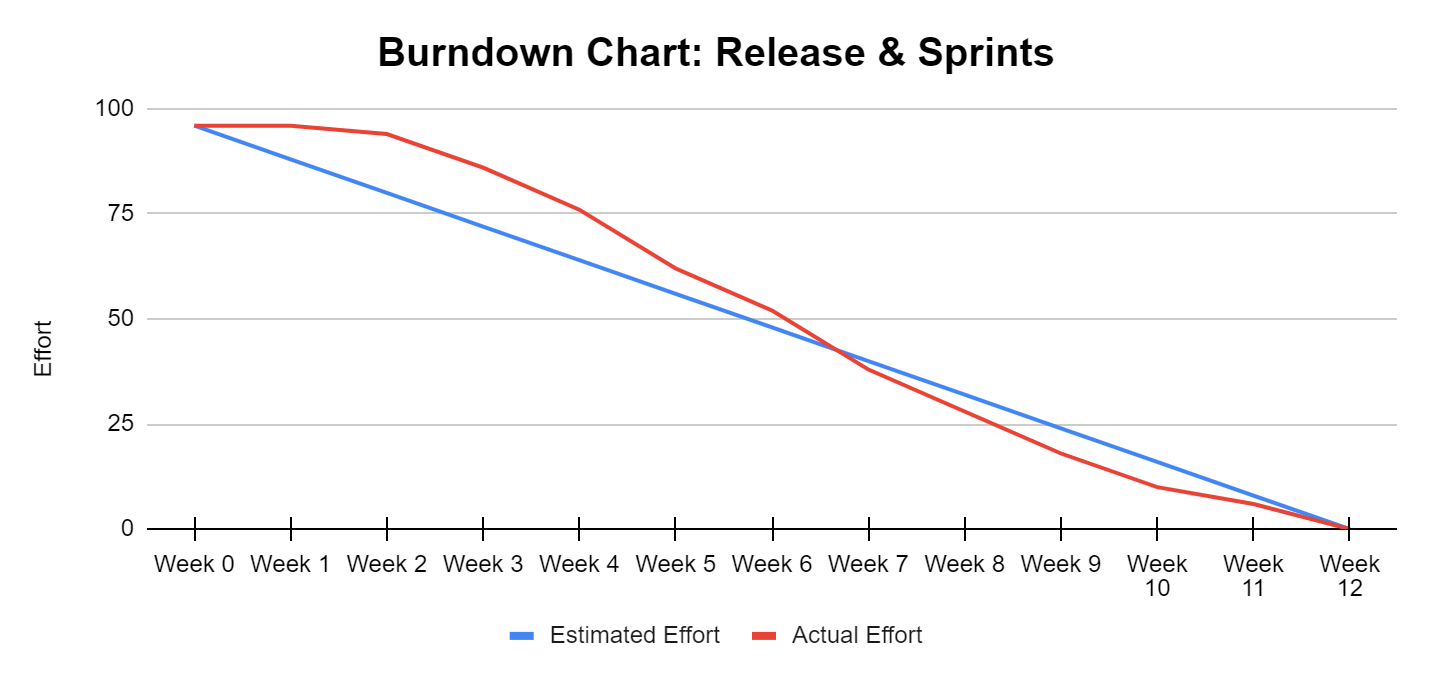 Burndown Chart: Release & Sprints
100
75
50
25
0
Effort
Week 0 Week 1 Week 2 Week 3 Week 4 Week 5 Week 6 Week 7 Week 8 Week 9 Week 10 Week 11 Week 12
Estimated Effort Actual Effort